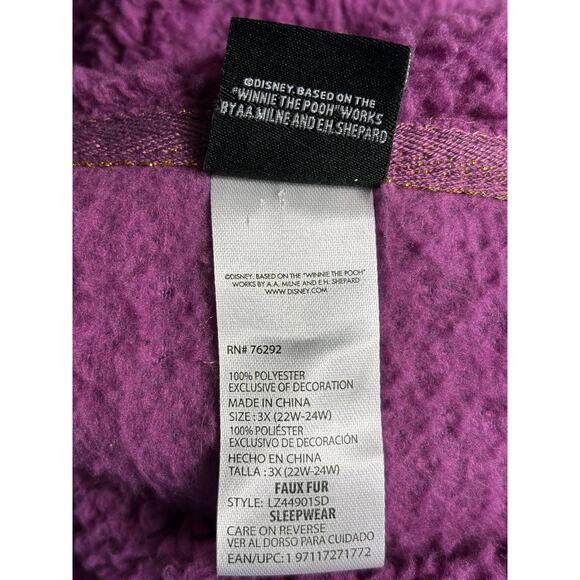 ©DISNEY. BASED ON THE
"WINNIE THE POOH" WORKS
BY A.A. MILNE AND E.H. SHEPARD
©DISNEY. BASED ON THE "WINNIE THE POOH"
WORKS BY A.A. MILNE AND E.H. SHEPARD
WWW.DISNEY.COM
RN# 76292
100% POLYESTER
EXCLUSIVE OF DECORATION
MADE IN CHINA
SIZE : 3X (22W-24W)
100% POLIÉSTER
EXCLUSIVO DE DECORACIÓN
HECHO EN CHINA
TALLA : 3X (22W-24W)
FAUX FUR
STYLE: LZ44901SD
SLEEPWEAR
CARE ON REVERSE
VER AL DORSO PARA CUIDADO
EAN/UPC: 1 97117271772